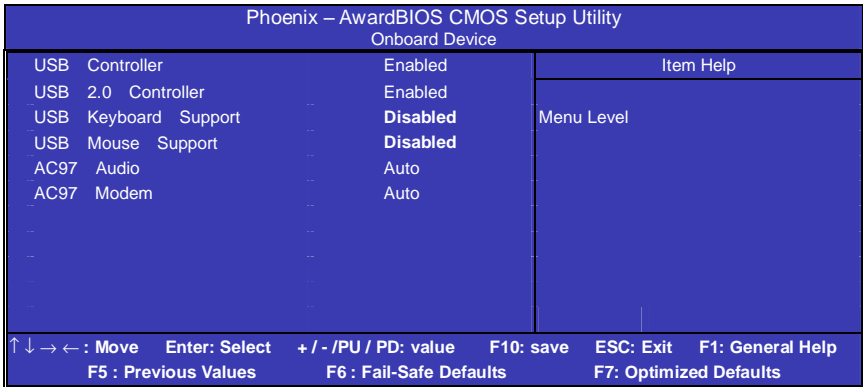 Phoenix – AwardBIOS CMOS Setup Utility
Onboard Device
USB Controller Enabled Item Help
USB 2.0 Controller Enabled
USB Keyboard Support Disabled Menu Level
USB Mouse Support Disabled
AC97 Audio Auto
AC97 Modem Auto
↑↓→←: Move Enter: Select + / - /PU / PD: value F10: save ESC: Exit F1: General Help
F5 : Previous Values F6 : Fail-Safe Defaults F7: Optimized Defaults